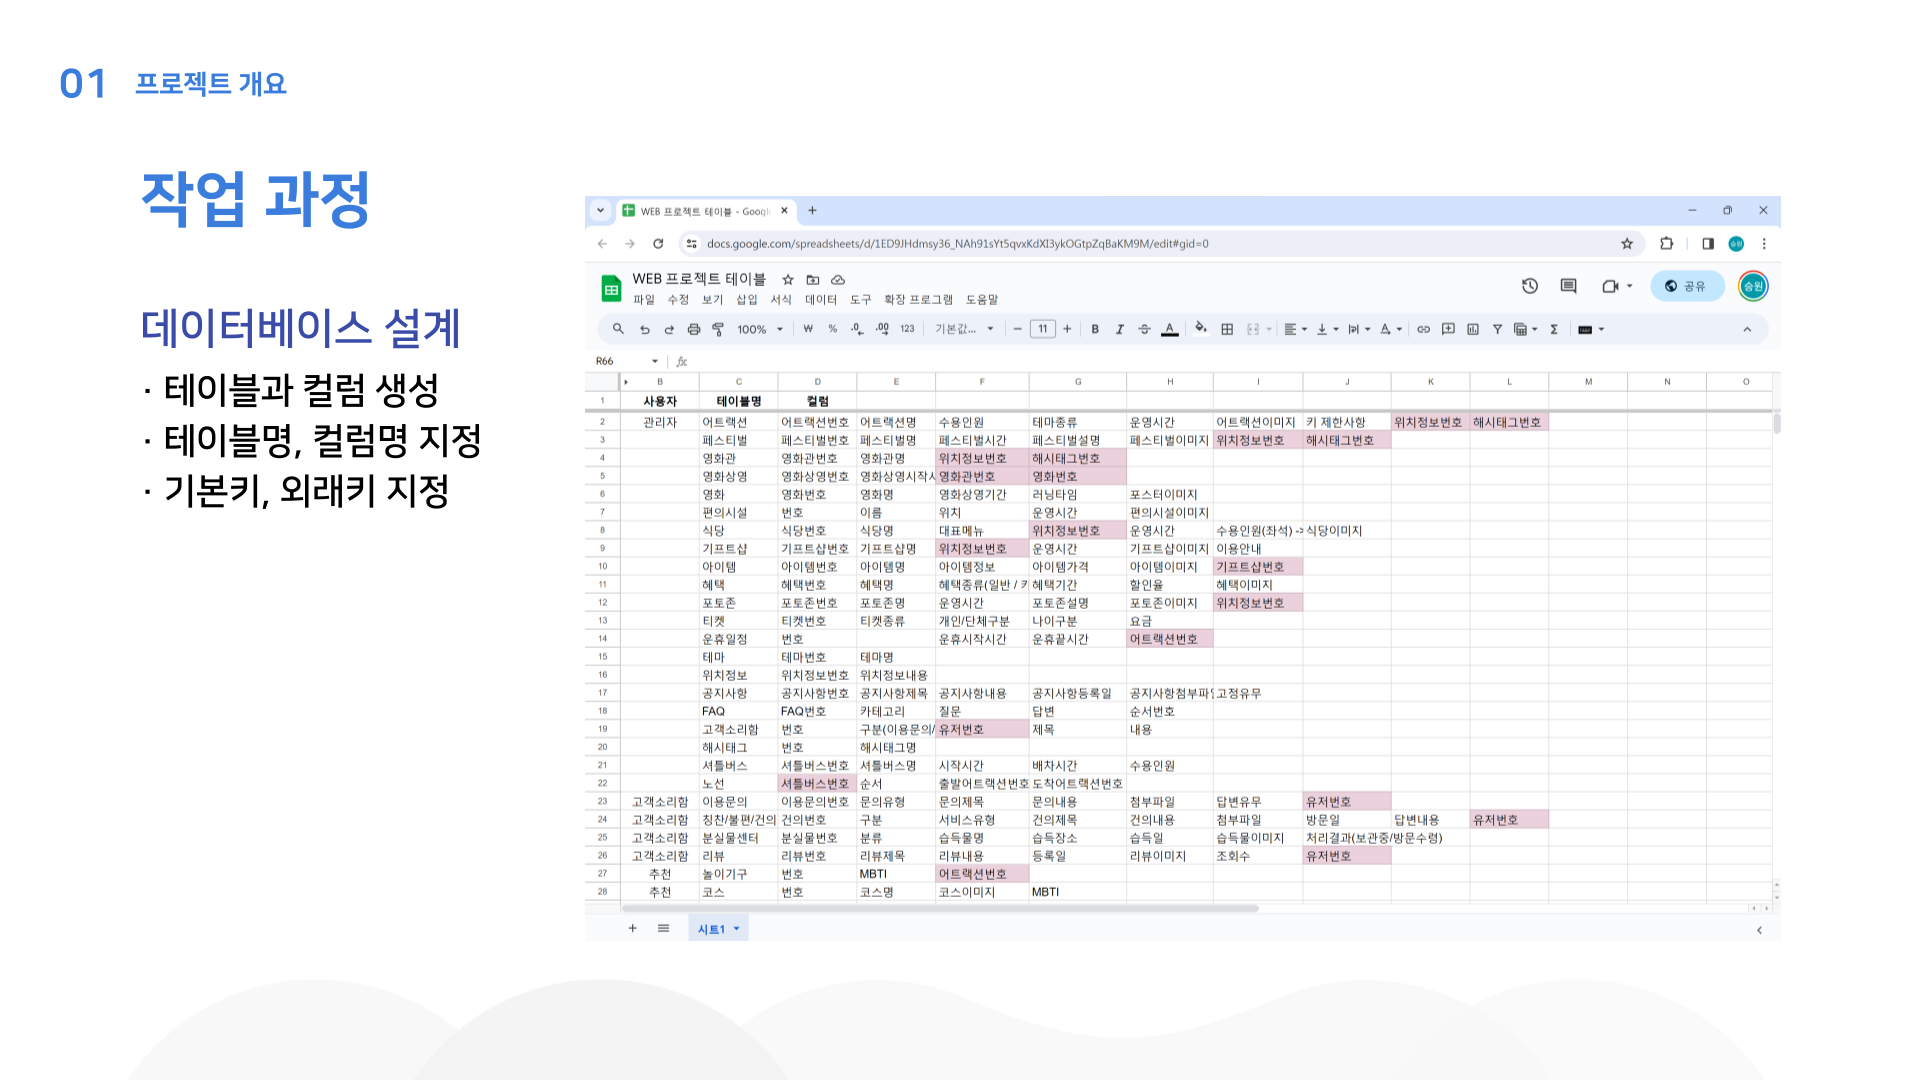 01 프로젝트 개요
작업 과정
데이터베이스 설계
· 테이블과 컬럼 생성
· 테이블명, 컬럼명 지정
· 기본키, 외래키 지정
WEB 프로젝트 테이블 - Googl
docs.google.com/spreadsheets/d/1ED9JHdmsy36_NAh91sYt5qvxKdXI3ykOGtpZqBaKM9M/edit#gid=0
WEB 프로젝트 테이블
파일 수정 보기 삽입 서식 데이터 도구 확장 프로그램 도움말
공유 승원
100% ₩ % .0 .00 123 기본값... 11 B I A
R66 fx
B C D E F G H I J K L M N O
1 사용자 테이블명 컬럼
2 관리자 어트랙션 어트랙션번호 어트랙션명 수용인원 테마종류 운영시간 어트랙션이미지 키 제한사항 위치정보번호 해시태그번호
3 페스티벌 페스티벌번호 페스티벌명 페스티벌시간 페스티벌설명 페스티벌이미지 위치정보번호 해시태그번호
4 영화관 영화관번호 영화관명 위치정보번호 해시태그번호
5 영화상영 영화상영번호 영화상영시작시 영화관번호 영화번호
6 영화 영화번호 영화명 영화상영기간 러닝타임 포스터이미지
7 편의시설 번호 이름 위치 운영시간 편의시설이미지
8 식당 식당번호 식당명 대표메뉴 위치정보번호 운영시간 수용인원(좌석) -> 식당이미지
9 기프트샵 기프트샵번호 기프트샵명 위치정보번호 운영시간 기프트샵이미지 이용안내
10 아이템 아이템번호 아이템명 아이템정보 아이템가격 아이템이미지 기프트샵번호
11 혜택 혜택번호 혜택명 혜택종류(일반 / 카 혜택기간 할인율 혜택이미지
12 포토존 포토존번호 포토존명 운영시간 포토존설명 포토존이미지 위치정보번호
13 티켓 티켓번호 티켓종류 개인/단체구분 나이구분 요금
14 운휴일정 번호 운휴시작시간 운휴끝시간 어트랙션번호
15 테마 테마번호 테마명
16 위치정보 위치정보번호 위치정보내용
17 공지사항 공지사항번호 공지사항제목 공지사항내용 공지사항등록일 공지사항첨부파일 고정유무
18 FAQ FAQ번호 카테고리 질문 답변 순서번호
19 고객소리함 번호 구분(이용문의/ 유저번호 제목 내용
20 해시태그 번호 해시태그명
21 셔틀버스 셔틀버스번호 셔틀버스명 시작시간 배차시간 수용인원
22 노선 셔틀버스번호 순서 출발어트랙션번호 도착어트랙션번호
23 고객소리함 이용문의 이용문의번호 문의유형 문의제목 문의내용 첨부파일 답변유무 유저번호
24 고객소리함 칭찬/불편/건의 건의번호 구분 서비스유형 건의제목 건의내용 첨부파일 방문일 답변내용 유저번호
25 고객소리함 분실물센터 분실물번호 분류 습득물명 습득장소 습득일 습득물이미지 처리결과(보관중/방문수령)
26 고객소리함 리뷰 리뷰번호 리뷰제목 리뷰내용 등록일 리뷰이미지 조회수 유저번호
27 추천 놀이기구 번호 MBTI 어트랙션번호
28 추천 코스 번호 코스명 코스이미지 MBTI
시트1